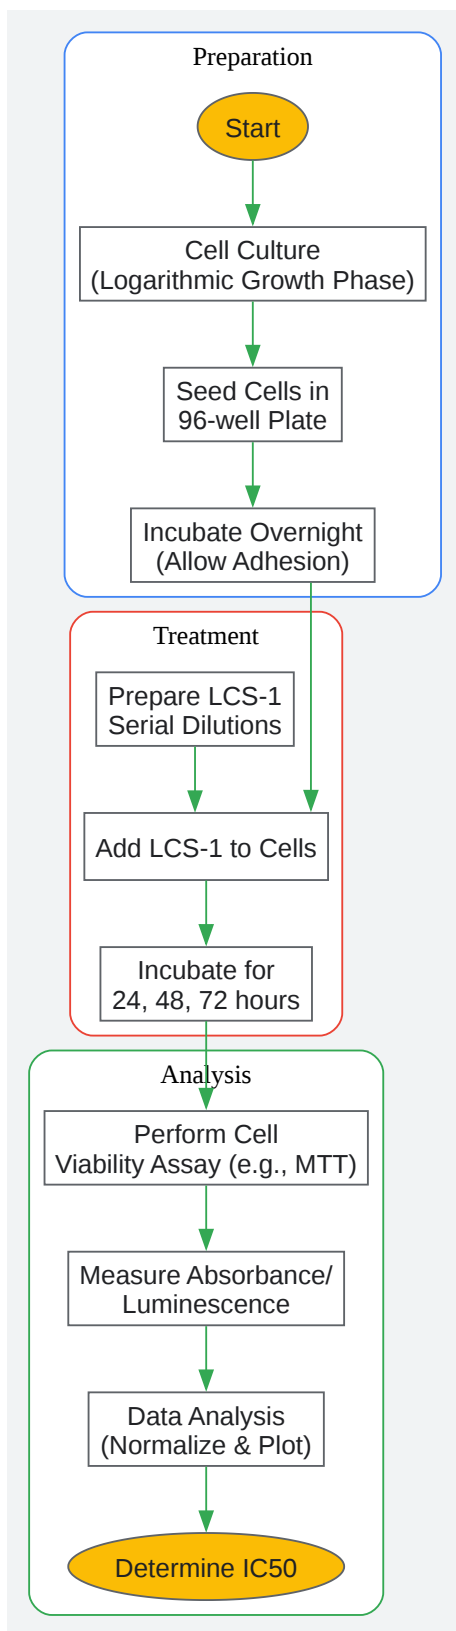 Preparation
Start
Cell Culture
(Logarithmic Growth Phase)
Seed Cells in
96-well Plate
Incubate Overnight
(Allow Adhesion)
Treatment
Prepare LCS-1
Serial Dilutions
Add LCS-1 to Cells
Incubate for
24, 48, 72 hours
Analysis
Perform Cell
Viability Assay (e.g., MTT)
Measure Absorbance/
Luminescence
Data Analysis
(Normalize & Plot)
Determine IC50